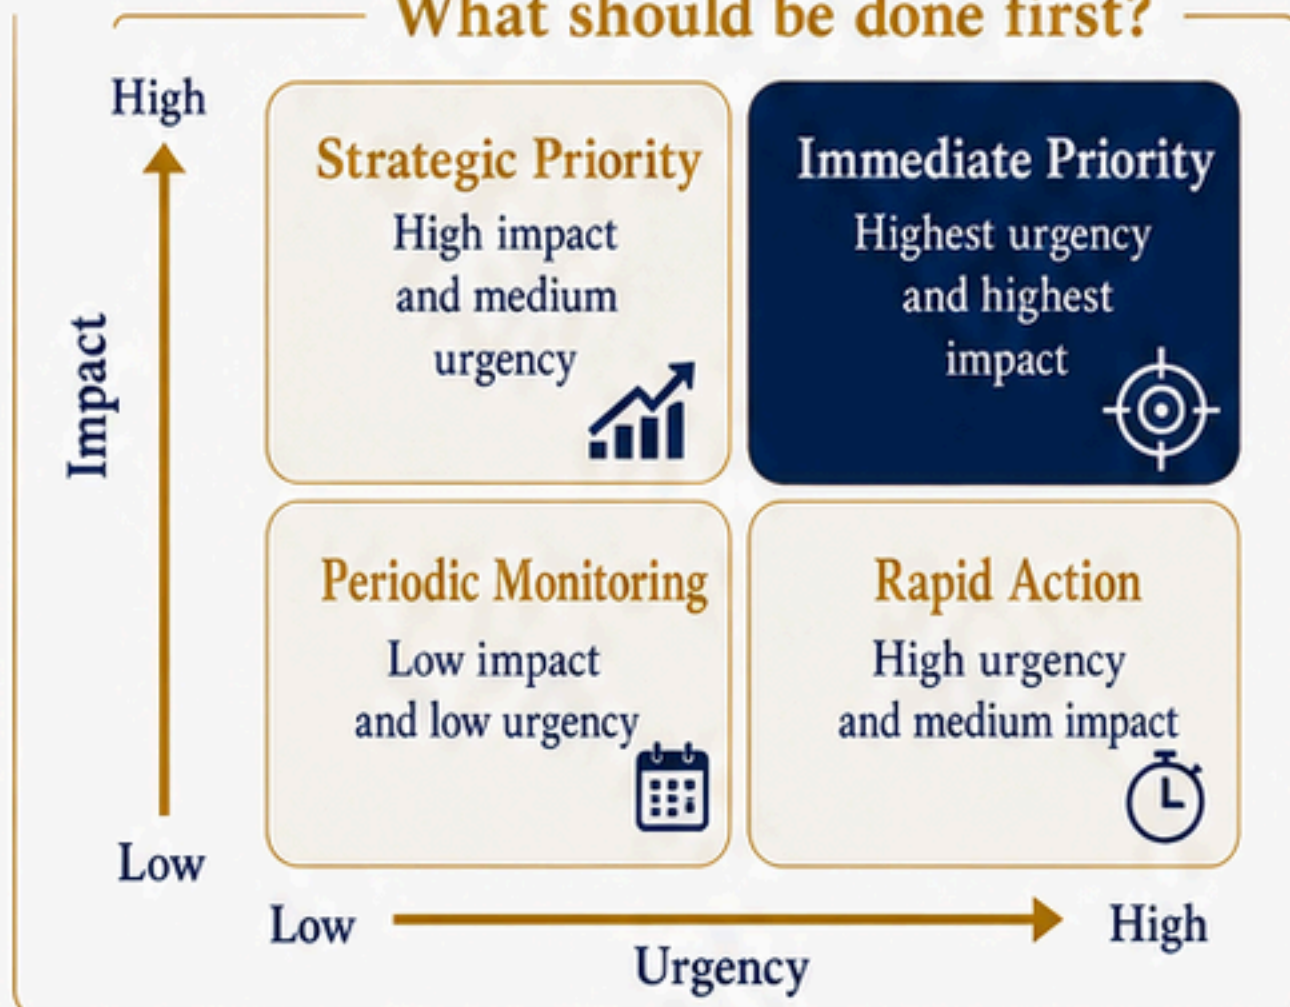 What should be done first?
High
Strategic Priority
High impact
and medium
urgency
Immediate Priority
Highest urgency
and highest
impact
Impact
Periodic Monitoring
Low impact
and low urgency
Rapid Action
High urgency
and medium impact
Low
Low
High
Urgency